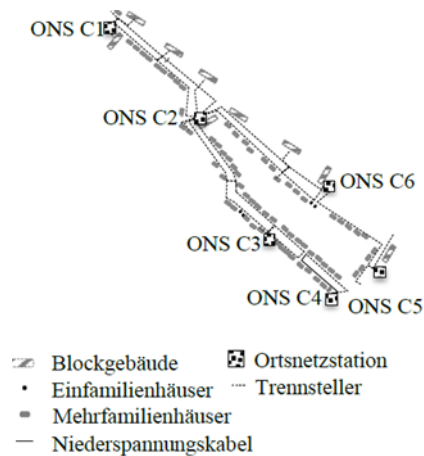 ONS C1
ONS C2
ONS C6
ONS C3
ONS C4
ONS C5
Blockgebäude
Ortsnetzstation
Einfamilienhäuser
Trennsteller
Mehrfamilienhäuser
Niederspannungskabel